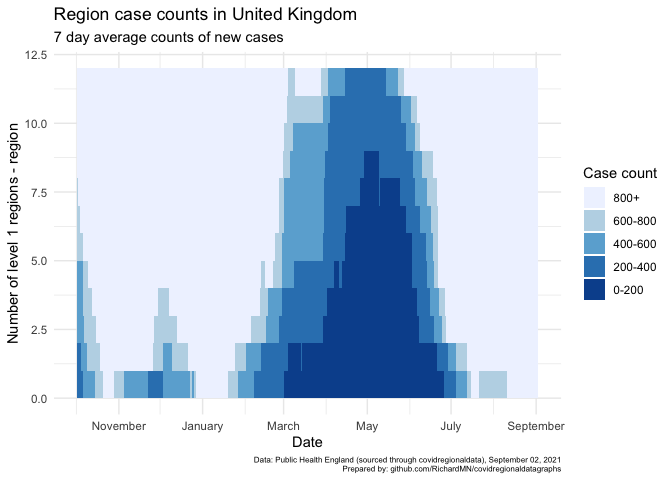 Region case counts in United Kingdom
7 day average counts of new cases
Number of level 1 regions - region
12.5
10.0
7.5
5.0
2.5
0.0
November
January
March
May
July
September
Date
Case count
800+
600-800
400-600
200-400
0-200
Data: Public Health England (sourced through covidregionaldata), September 02, 2021
Prepared by: github.com/RichardMN/covidregionaldatagraphs